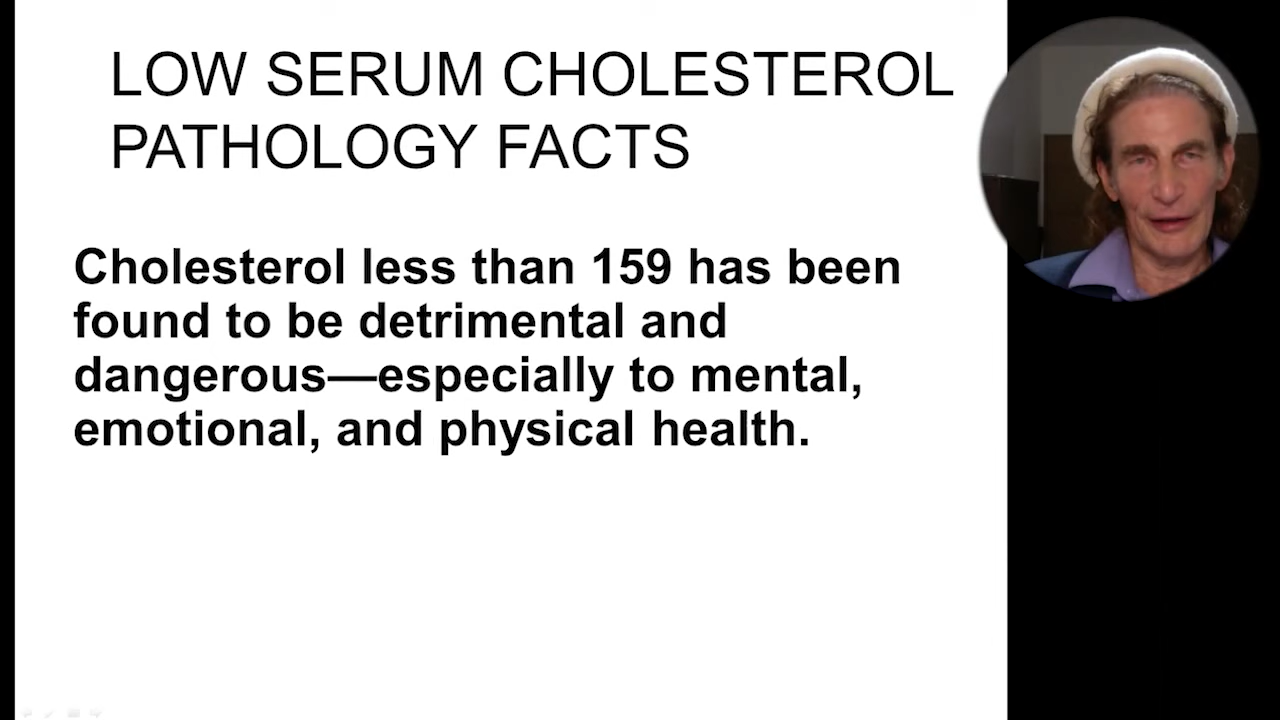 LOW SERUM CHOLESTEROL
PATHOLOGY FACTS
Cholesterol less than 159 has been
found to be detrimental and
dangerous—especially to mental,
emotional, and physical health.